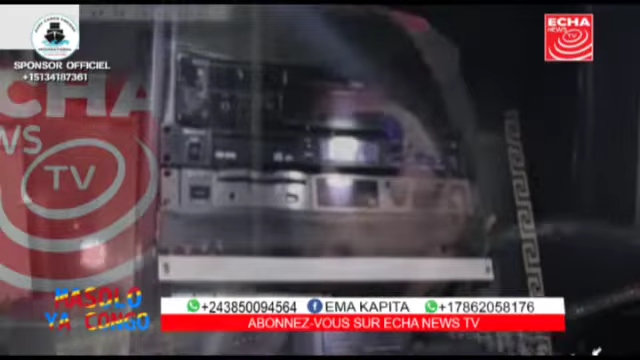 SPONSOR OFFICIEL
+15134187361
ECHA
NEWS
TV
ECHA
WS
TV
MASOLO
YA CONGO
+243850094564 EMA KAPITA +17862058176
ABONNEZ-VOUS SUR ECHA NEWS TV